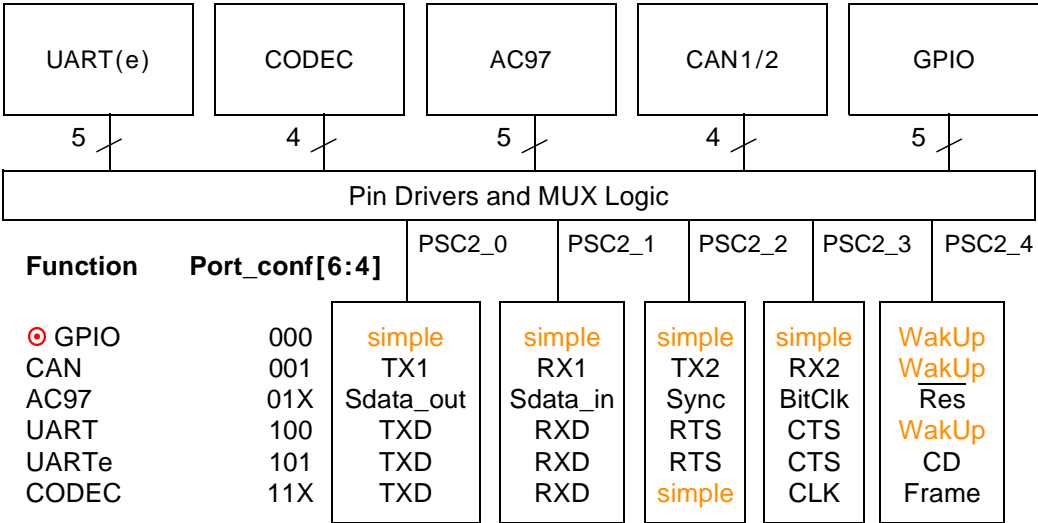 UART(e) CODEC AC97 CAN1/2 GPIO
5 4 5 4 5
Pin Drivers and MUX Logic
PSC2_0 PSC2_1 PSC2_2 PSC2_3 PSC2_4
Function Port_conf[6:4]
GPIO 000 simple simple simple simple WakUp
CAN 001 TX1 RX1 TX2 RX2 WakUp
AC97 01X Sdata_out Sdata_in Sync BitClk Res
UART 100 TXD RXD RTS CTS WakUp
UARTe 101 TXD RXD RTS CTS CD
CODEC 11X TXD RXD simple CLK Frame